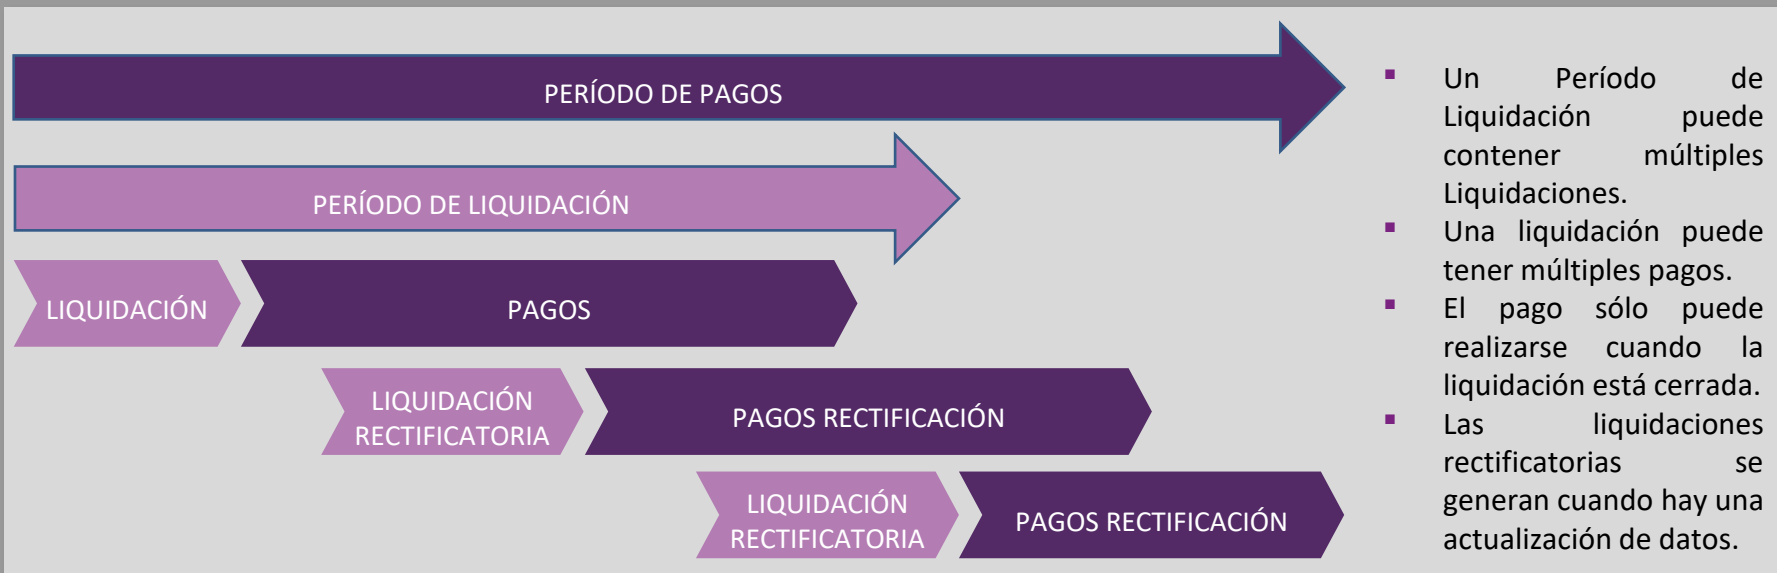 PERÍODO DE PAGOS
PERÍODO DE LIQUIDACIÓN
LIQUIDACIÓN
PAGOS
LIQUIDACIÓN
RECTIFICATORIA
PAGOS RECTIFICACIÓN
LIQUIDACIÓN
RECTIFICATORIA
PAGOS RECTIFICACIÓN
▪ Un Período de
Liquidación puede
contener múltiples
Liquidaciones.
▪ Una liquidación puede
tener múltiples pagos.
▪ El pago sólo puede
realizarse cuando la
liquidación está cerrada.
▪ Las liquidaciones
rectificatorias se
generan cuando hay una
actualización de datos.